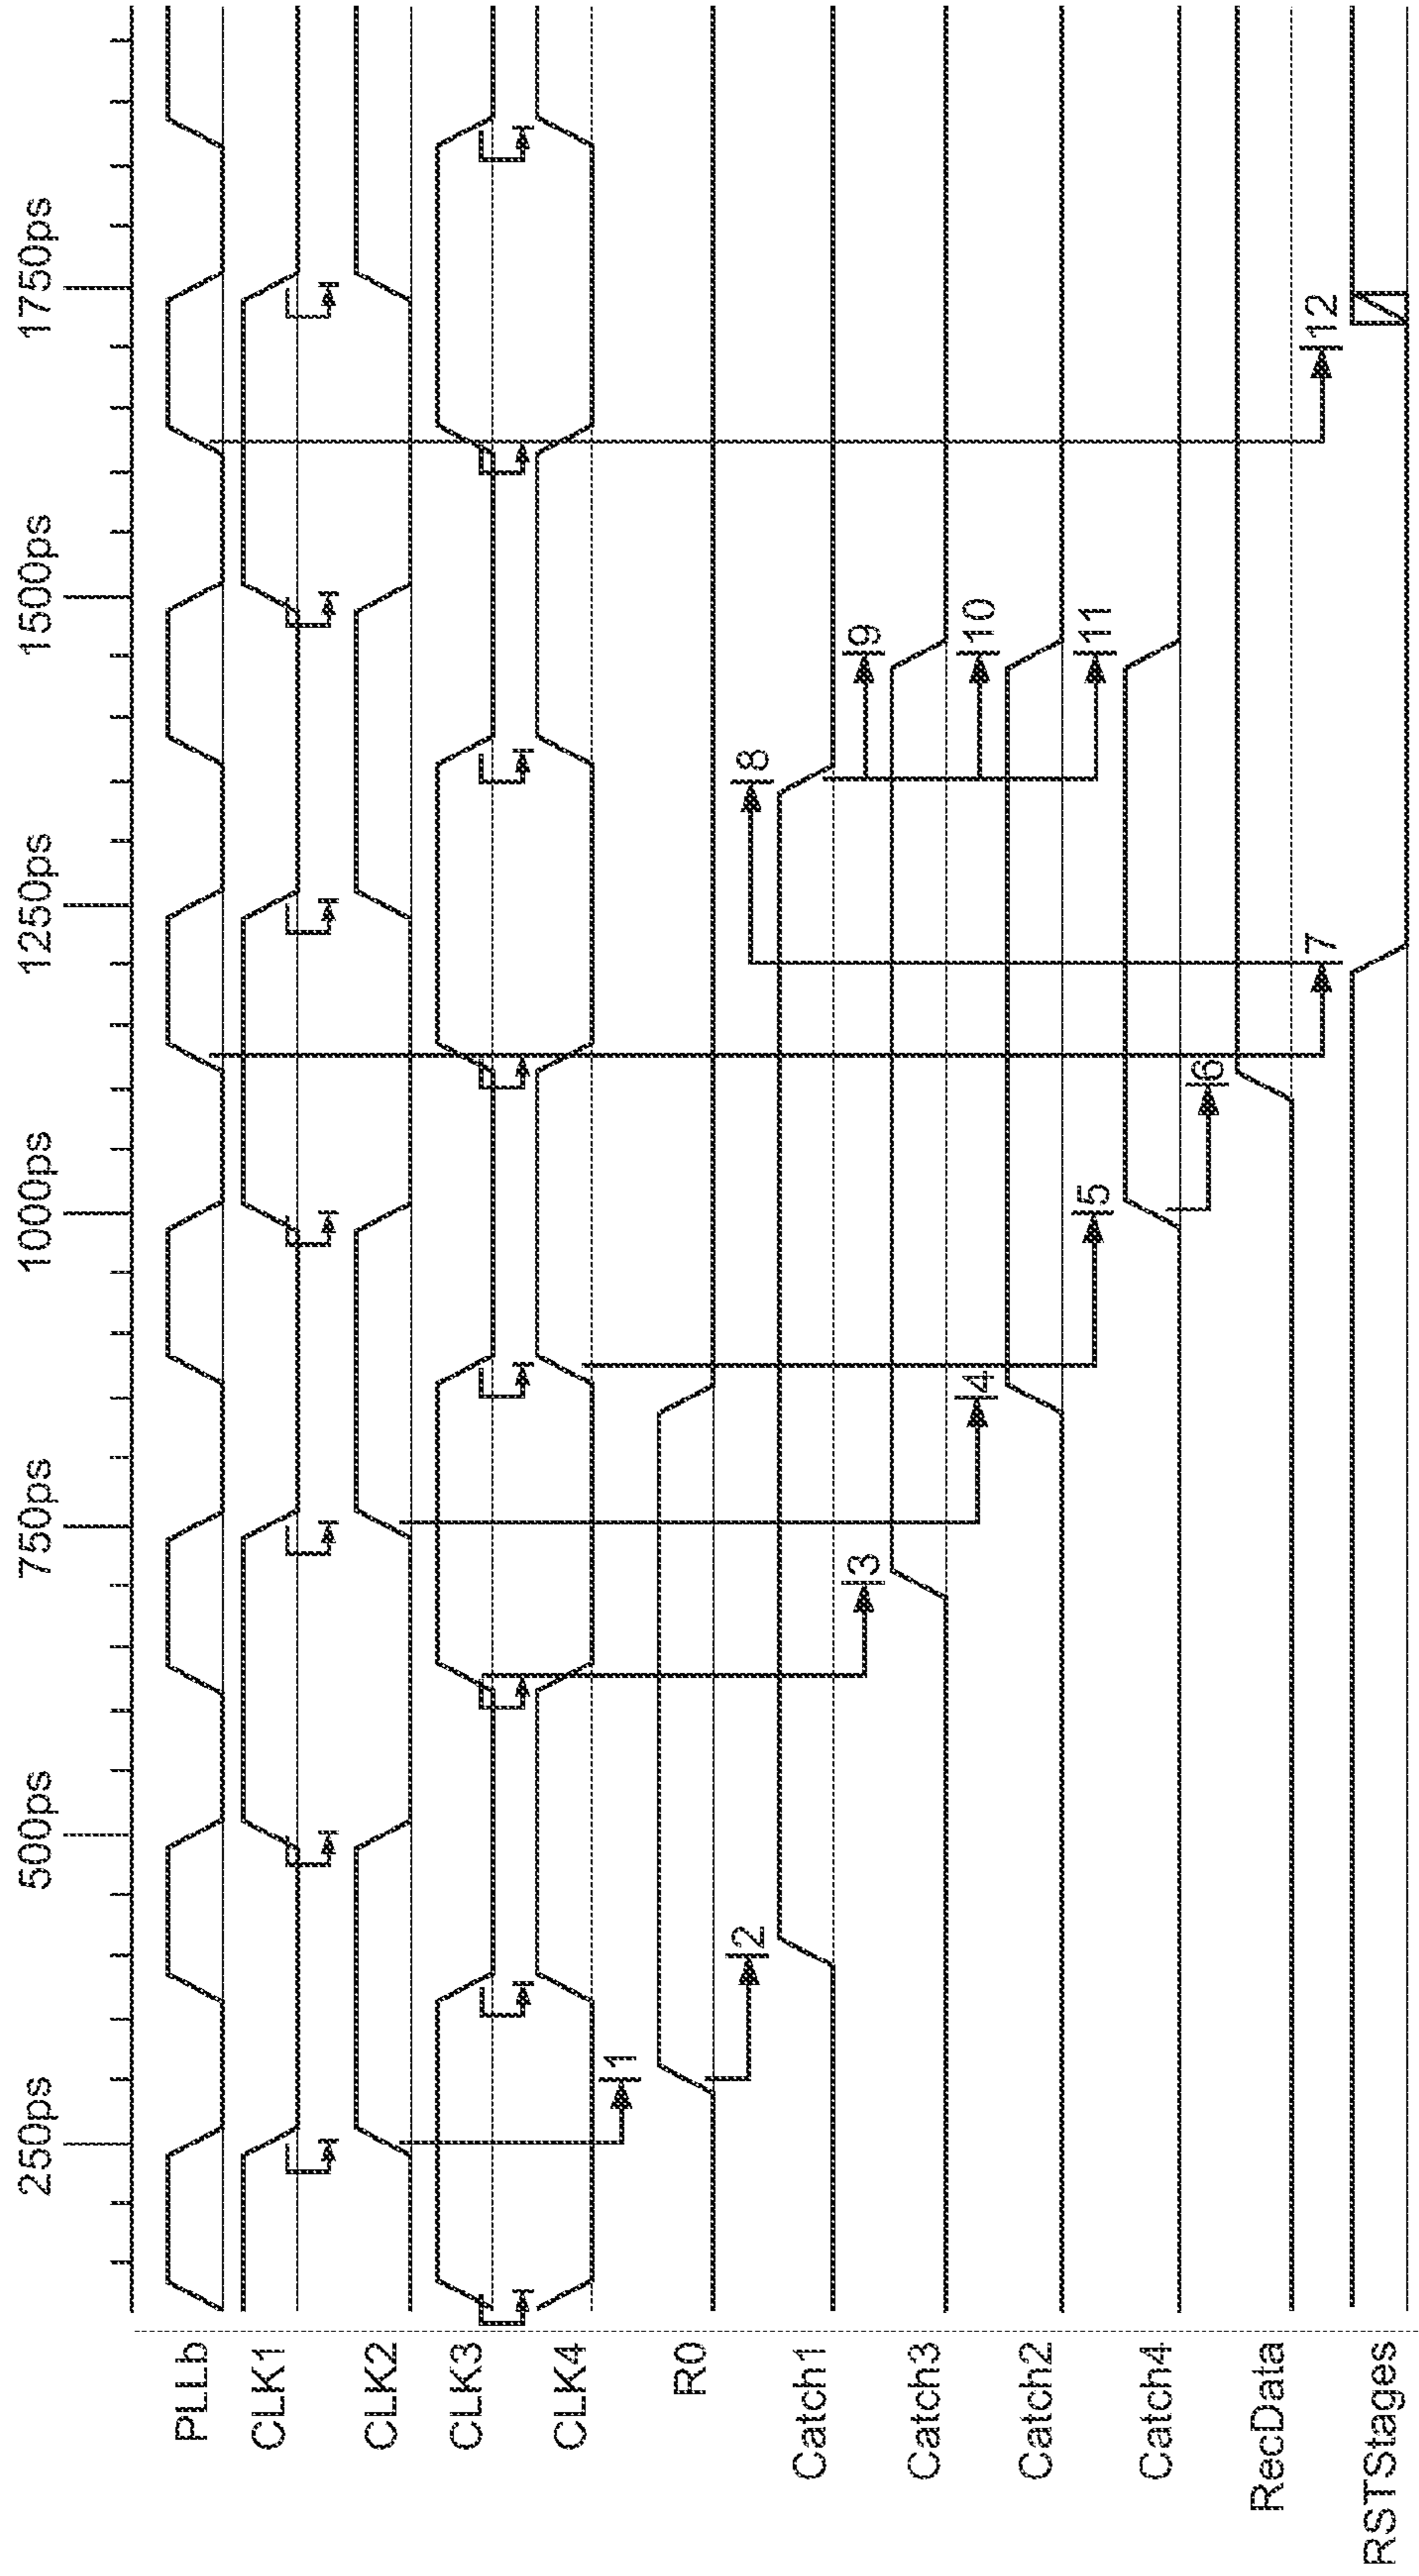 250ps
500ps
750ps
1000ps
1250ps
1500ps
1750ps
PLLb
CLK1
CLK2
CLK3
CLK4
1
R0
2
8
Catch1
3
9
Catch3
4
10
Catch2
5
11
Catch4
6
RecData
7
12
RSTStages